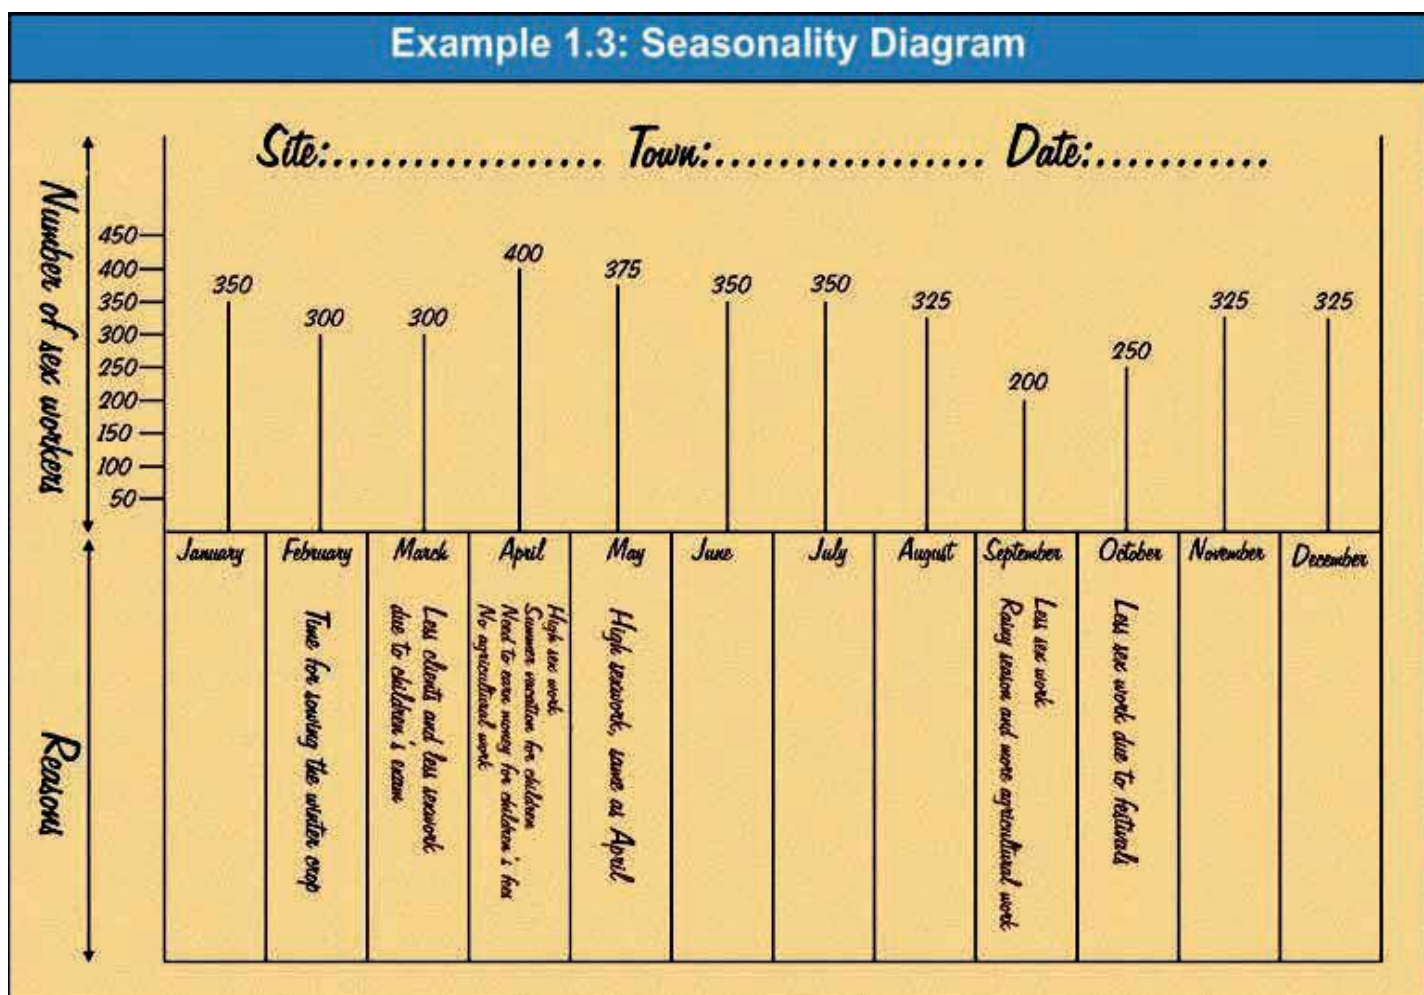 Example 1.3: Seasonality Diagram
Site:................. Town:................. Date:...........
Number of sex workers
450
400
350
300
250
200
150
100
50
350
300
300
400
375
350
350
325
200
250
325
325
January
February
March
April
May
June
July
August
September
October
November
December
Reasons
Time for sowing the winter crop
Less clients and less sexwork
due to children's exam
High sex work
Summer vacation for children
Need to earn money for children's fees
No agricultural work
High sexwork, same as April
Less sex work
Rainy season and more agricultural work
Less sex work due to festivals